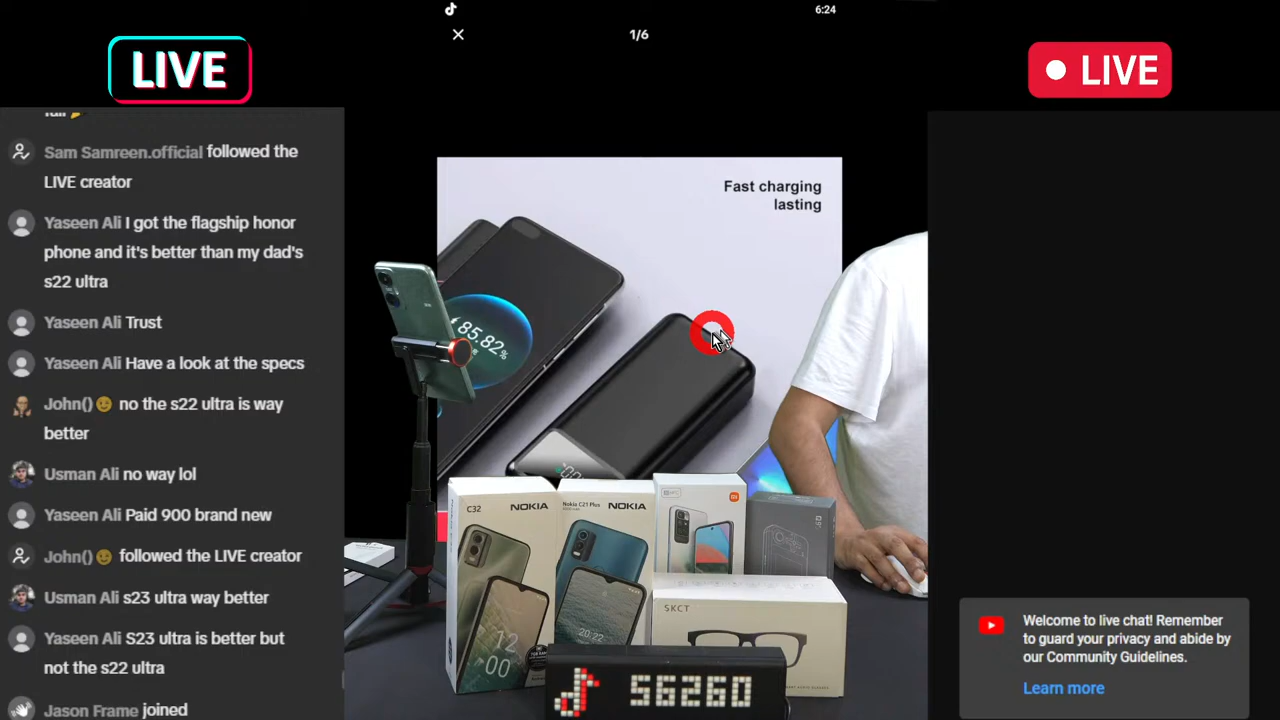 6:24
1/6
LIVE
LIVE
Sam Samreen.official followed the
LIVE creator
Yaseen Ali I got the flagship honor
phone and it's better than my dad's
s22 ultra
Yaseen Ali Trust
Yaseen Ali Have a look at the specs
John()😉 no the s22 ultra is way
better
Usman Ali no way lol
Yaseen Ali Paid 900 brand new
John()😉 followed the LIVE creator
Usman Ali s23 ultra way better
Yaseen Ali S23 ultra is better but
not the s22 ultra
Jason Frame joined
Fast charging
lasting
85.82%
C32 NOKIA
Nokia C21 Plus NOKIA
12
00
20:22
SKCT
56260
Welcome to live chat! Remember
to guard your privacy and abide by
our Community Guidelines.
Learn more